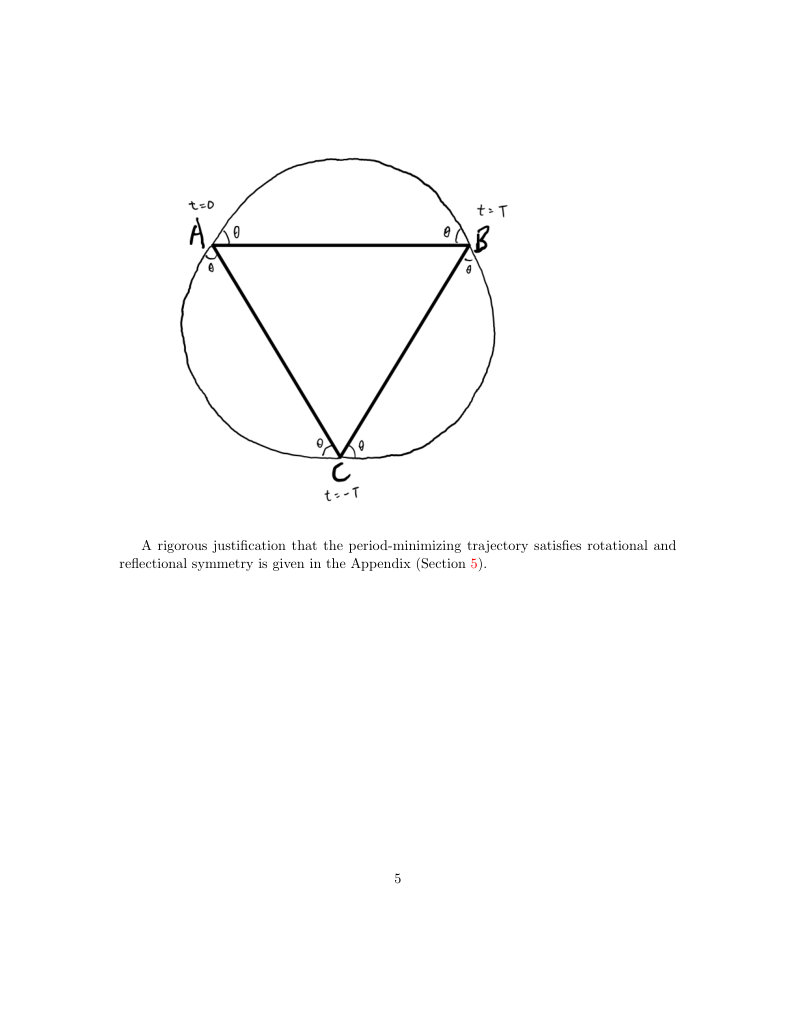 t=0
t=T
A
θ
θ
B
θ
θ
θ
θ
C
t=-T
A rigorous justification that the period-minimizing trajectory satisfies rotational and
reflectional symmetry is given in the Appendix (Section 5).
5